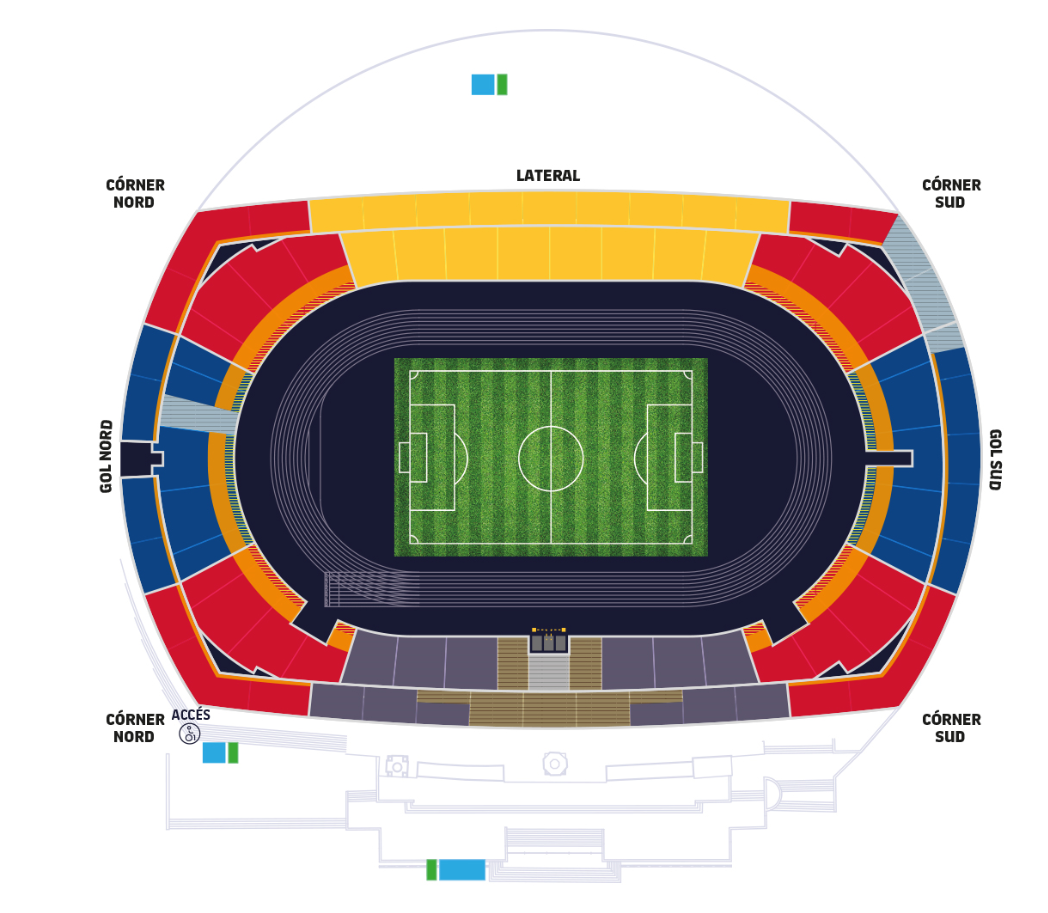 LATERAL
CÓRNER
NORD
CÓRNER
SUD
GOL NORD
GOL SUD
CÓRNER
NORD
ACCÉS
CÓRNER
SUD